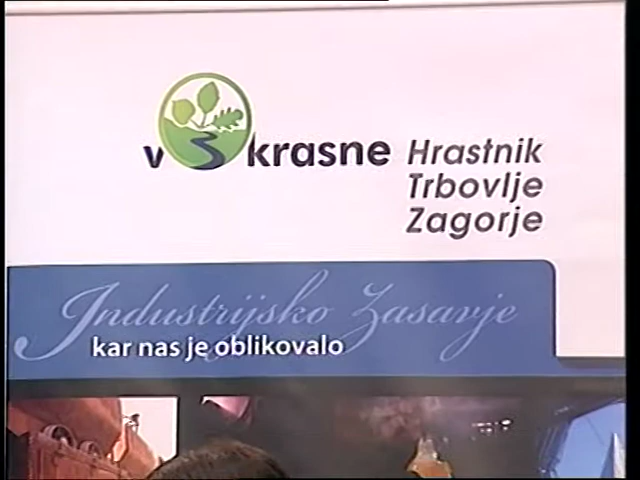 v krasne
Hrastnik
Trbovlje
Zagorje
Industrijsko Zasavje
kar nas je oblikovalo